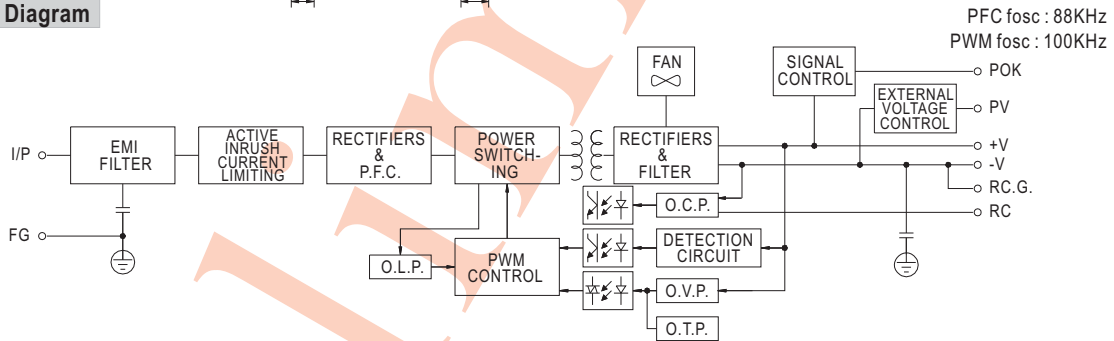 Diagram
PFC fosc : 88KHz
PWM fosc : 100KHz
FAN
SIGNAL
CONTROL
POK
EXTERNAL
VOLTAGE
CONTROL
PV
I/P
EMI
FILTER
ACTIVE
INRUSH
CURRENT
LIMITING
RECTIFIERS
&
P.F.C.
POWER
SWITCH-
ING
RECTIFIERS
&
FILTER
+V
-V
RC.G.
RC
O.C.P.
FG
O.L.P.
PWM
CONTROL
DETECTION
CIRCUIT
O.V.P.
O.T.P.